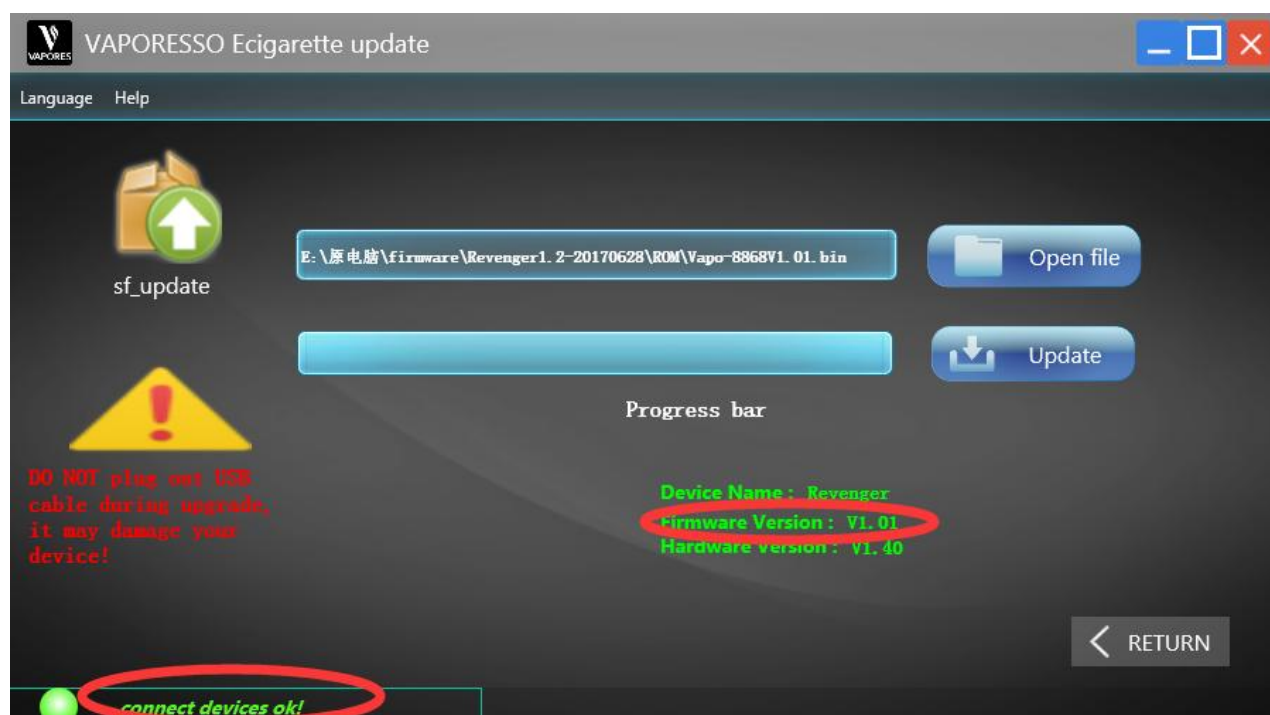 VAPORES
VAPORESSO Ecigarette update
Language Help
sf_update
E:\原电脑\firmware\Revenger1.2-20170628\ROM\Vapo-8868V1.01.bin
Open file
Update
Progress bar
DO NOT plug out USB
cable during upgrade,
it may damage your
device!
Device Name : Revenger
Firmware Version : V1.01
Hardware Version : V1.40
RETURN
connect devices ok!